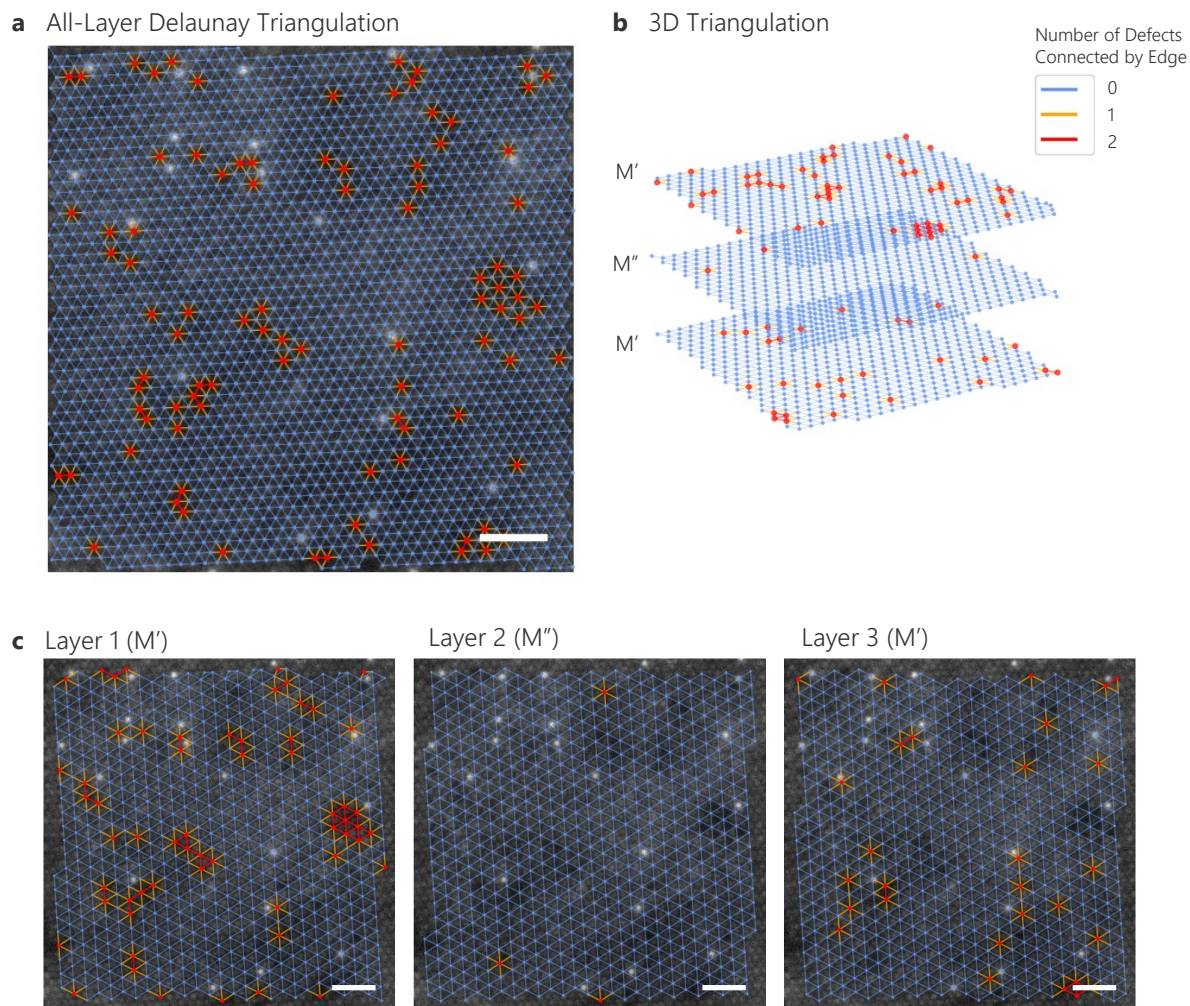 a All-Layer Delaunay Triangulation
b 3D Triangulation
Number of Defects
Connected by Edge
0
1
2
M'
M"
M'
c Layer 1 (M')
Layer 2 (M")
Layer 3 (M')